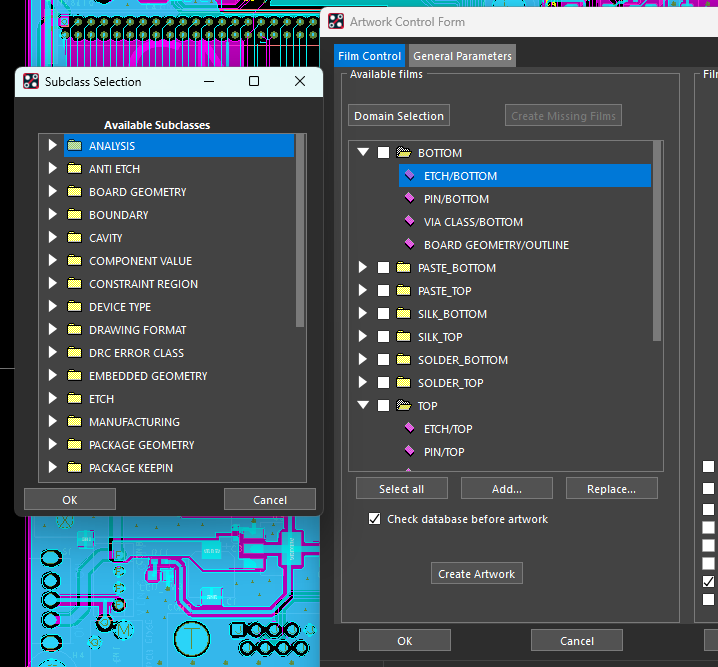 Artwork Control Form
Film Control
General Parameters
Available films
Domain Selection
Create Missing Films
BOTTOM
ETCH/BOTTOM
PIN/BOTTOM
VIA CLASS/BOTTOM
BOARD GEOMETRY/OUTLINE
PASTE_BOTTOM
PASTE_TOP
SILK_BOTTOM
SILK_TOP
SOLDER_BOTTOM
SOLDER_TOP
TOP
ETCH/TOP
PIN/TOP
Select all
Add...
Replace...
Check database before artwork
Create Artwork
OK
Cancel
Subclass Selection
Available Subclasses
ANALYSIS
ANTI ETCH
BOARD GEOMETRY
BOUNDARY
CAVITY
COMPONENT VALUE
CONSTRAINT REGION
DEVICE TYPE
DRAWING FORMAT
DRC ERROR CLASS
EMBEDDED GEOMETRY
ETCH
MANUFACTURING
PACKAGE GEOMETRY
PACKAGE KEEPIN
OK
Cancel